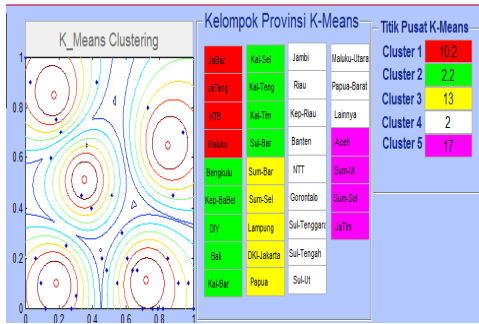 Kelompok Provinsi K-Means
K_Means Clustering
Titik Pusat K-Means
Cluster 1 10.2
Cluster 2 2.2
Cluster 3 13
Cluster 4 2
Cluster 5 17
JaBar Kal-Sel Jambi Maluku-Utara
JaTeng Kal-Teng Riau Papua-Barat
NTB Kal-Tim Kep-Riau Lainnya
Maluku Sul-Bar Banten Aceh
Bengkulu Sum-Bar NTT Sum-Ut
Kep-BaBel Sum-Sel Gorontalo Sum-Sel
DIY Lampung Sul-Tenggara JaTim
Bali DKI-Jakarta Sul-Tengah
Kal-Bar Papua Sul-Ut
1
0.8
0.6
0.4
0.2
0
0 0.2 0.4 0.6 0.8 1